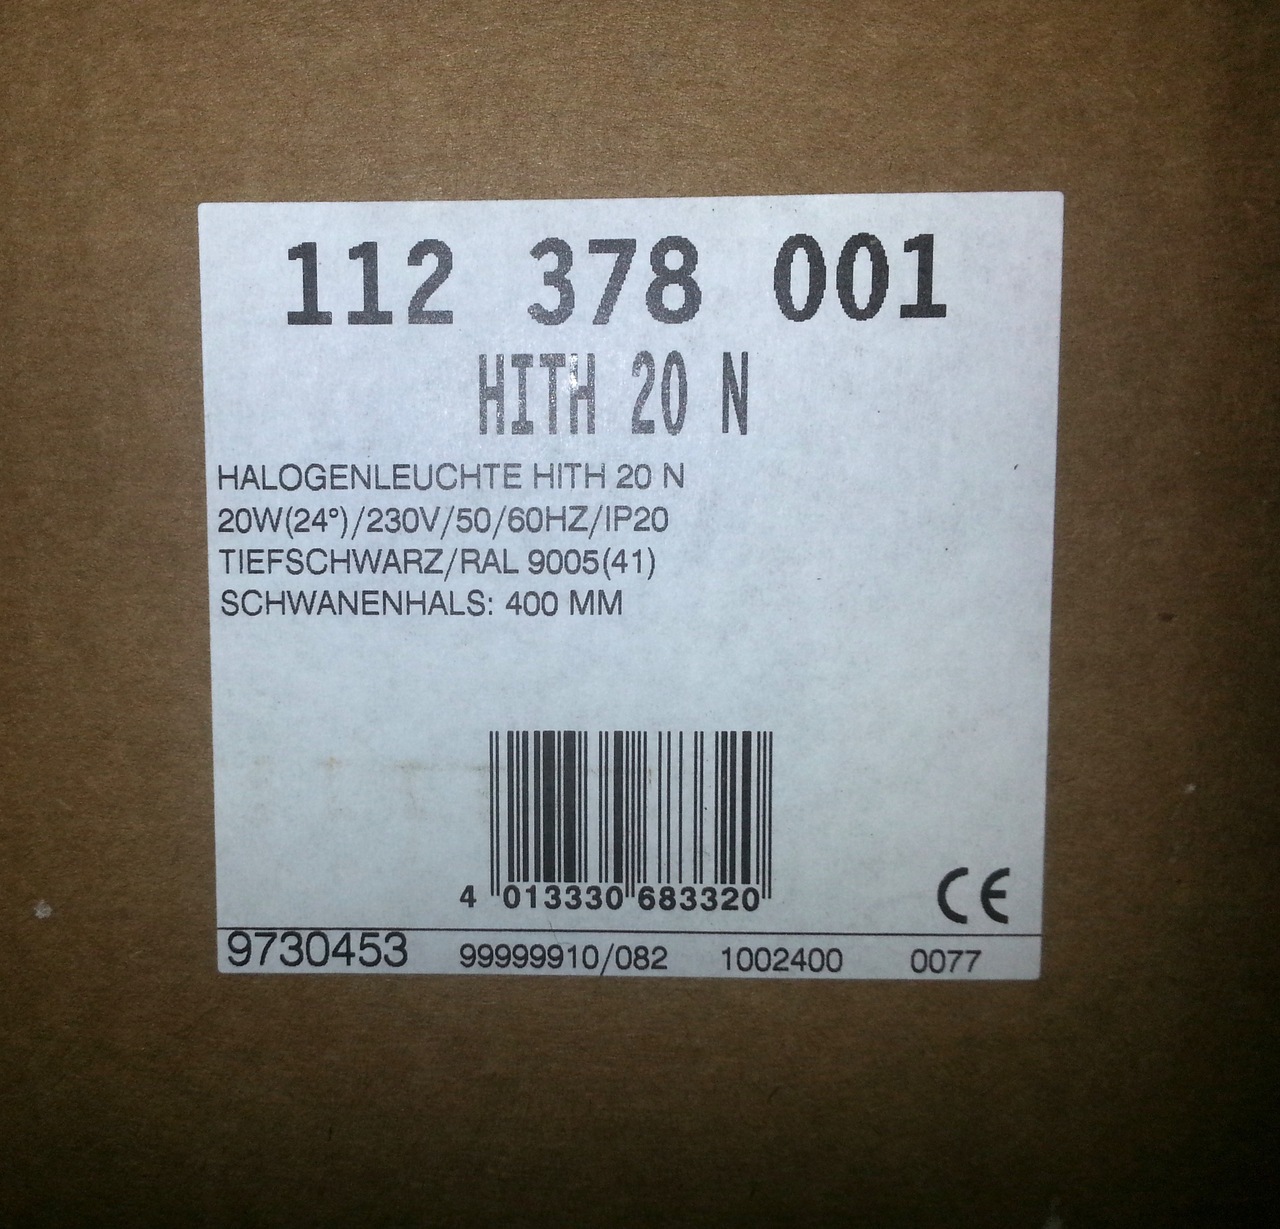 112 378 001
HITH 20 N
HALOGENLEUCHTE HITH 20 N
20W(24°)/230V/50/60HZ/IP20
TIEFSCHWARZ/RAL 9005(41)
SCHWANENHALS: 400 MM
4 013330 683320
CE
9730453 99999910/082 1002400 0077